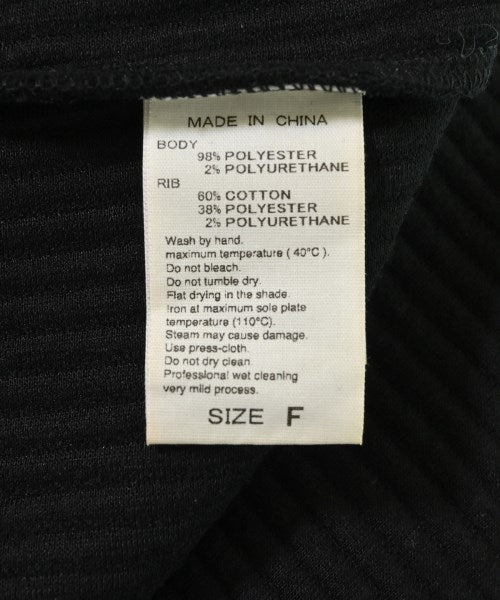 MADE IN CHINA
BODY
98% POLYESTER
2% POLYURETHANE
RIB
60% COTTON
38% POLYESTER
2% POLYURETHANE
Wash by hand.
maximum temperature ( 40°C ).
Do not bleach.
Do not tumble dry.
Flat drying in the shade.
Iron at maximum sole plate
temperature (110°C).
Steam may cause damage.
Use press-cloth.
Do not dry clean.
Professional wet cleaning
very mild process.
SIZE F